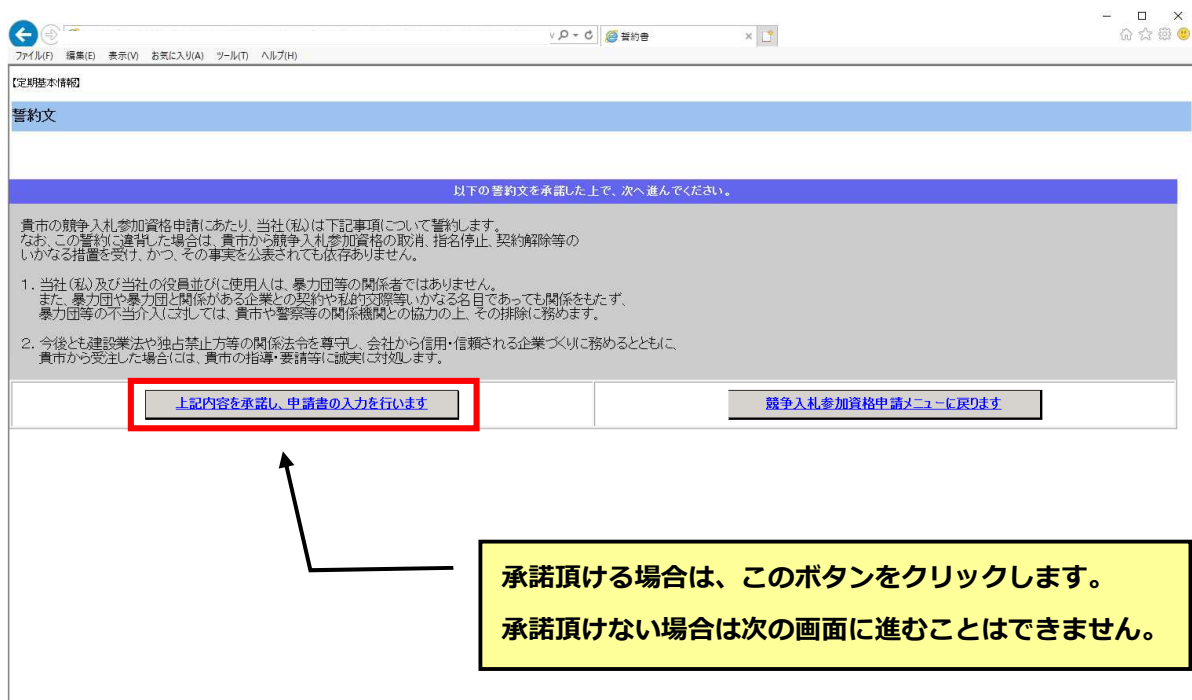 誓約書
ファイル(F) 編集(E) 表示(V) お気に入り(A) ツール(T) ヘルプ(H)
【定期基本情報】
誓約文
以下の誓約文を承諾した上で、次へ進んでください。
貴市の競争入札参加資格申請にあたり、当社(私)は下記事項について誓約します。
なお、この誓約に違背した場合は、貴市から競争入札参加資格の取消、指名停止、契約解除等の
いかなる措置を受け、かつ、その事実を公表されても依存ありません。
1. 当社(私)及び当社の役員並びに使用人は、暴力団等の関係者ではありません。
また、暴力団や暴力団と関係がある企業との契約や私的交際等いかなる名目であっても関係をもたず、
暴力団等の不当介入に対しては、貴市や警察等の関係機関との協力の上、その排除に務めます。
2. 今後とも建設業法や独占禁止方等の関係法令を尊守し、会社から信用・信頼される企業づくりに務めるとともに、
貴市から受注した場合には、貴市の指導・要請等に誠実に対処します。
上記内容を承諾し、申請書の入力を行います
競争入札参加資格申請メニューに戻ります
承諾頂ける場合は、このボタンをクリックします。
承諾頂けない場合は次の画面に進むことはできません。